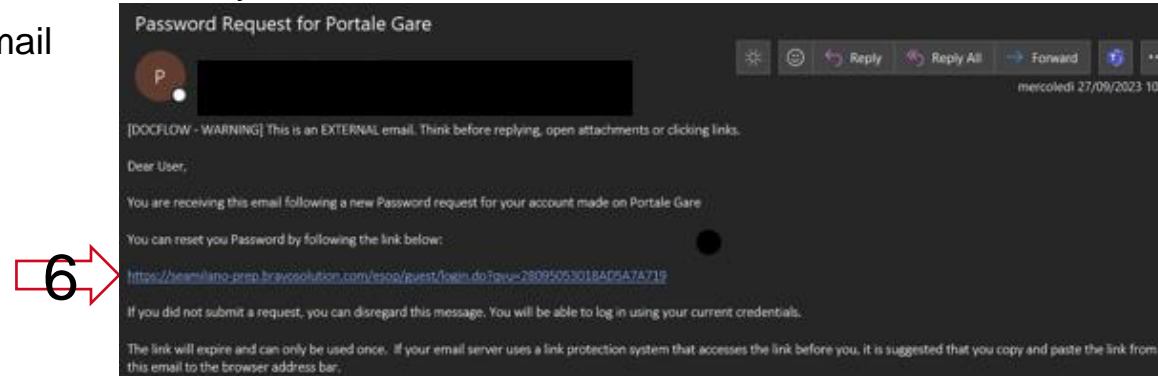 Password Request for Portale Gare
mail
Reply Reply All Forward
P
mercoledì 27/09/2023 10
[DOCFLOW - WARNING] This is an EXTERNAL email. Think before replying, open attachments or clicking links.
Dear User,
You are receiving this email following a new Password request for your account made on Portale Gare
You can reset you Password by following the link below:
6
https://seamilano-prep.bravosolution.com/esop/guest/login.do?qvu=28095053018AD5A7A719
If you did not submit a request, you can disregard this message. You will be able to log in using your current credentials.
The link will expire and can only be used once. If your email server uses a link protection system that accesses the link before you, it is suggested that you copy and paste the link from
this email to the browser address bar.